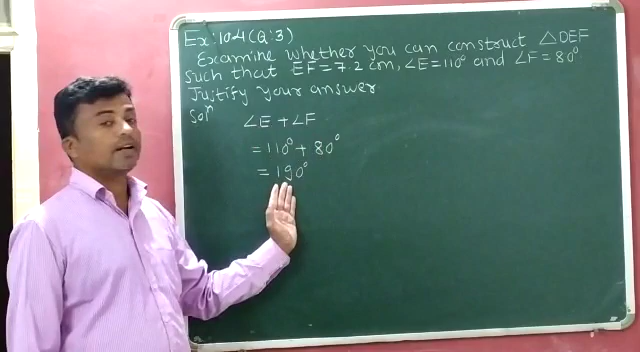 Ex: 10.4 (Q:3)
Examine whether you can construct △DEF
such that EF = 7.2 cm, ∠E = 110° and ∠F = 80°.
Justify your answer
Solⁿ
∠E + ∠F
= 110° + 80°
= 190°